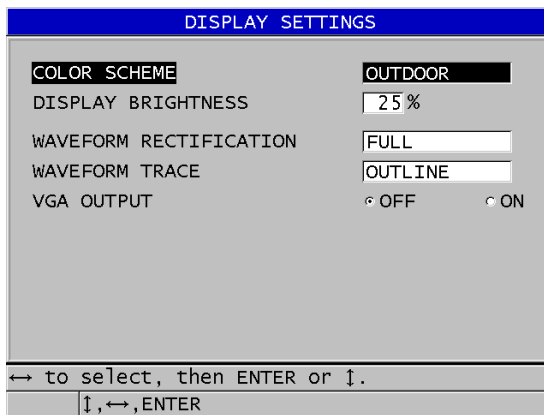 DISPLAY SETTINGS
COLOR SCHEME OUTDOOR
DISPLAY BRIGHTNESS 25%
WAVEFORM RECTIFICATION FULL
WAVEFORM TRACE OUTLINE
VGA OUTPUT OFF ON
↔ to select, then ENTER or ↕.
↕,↔,ENTER